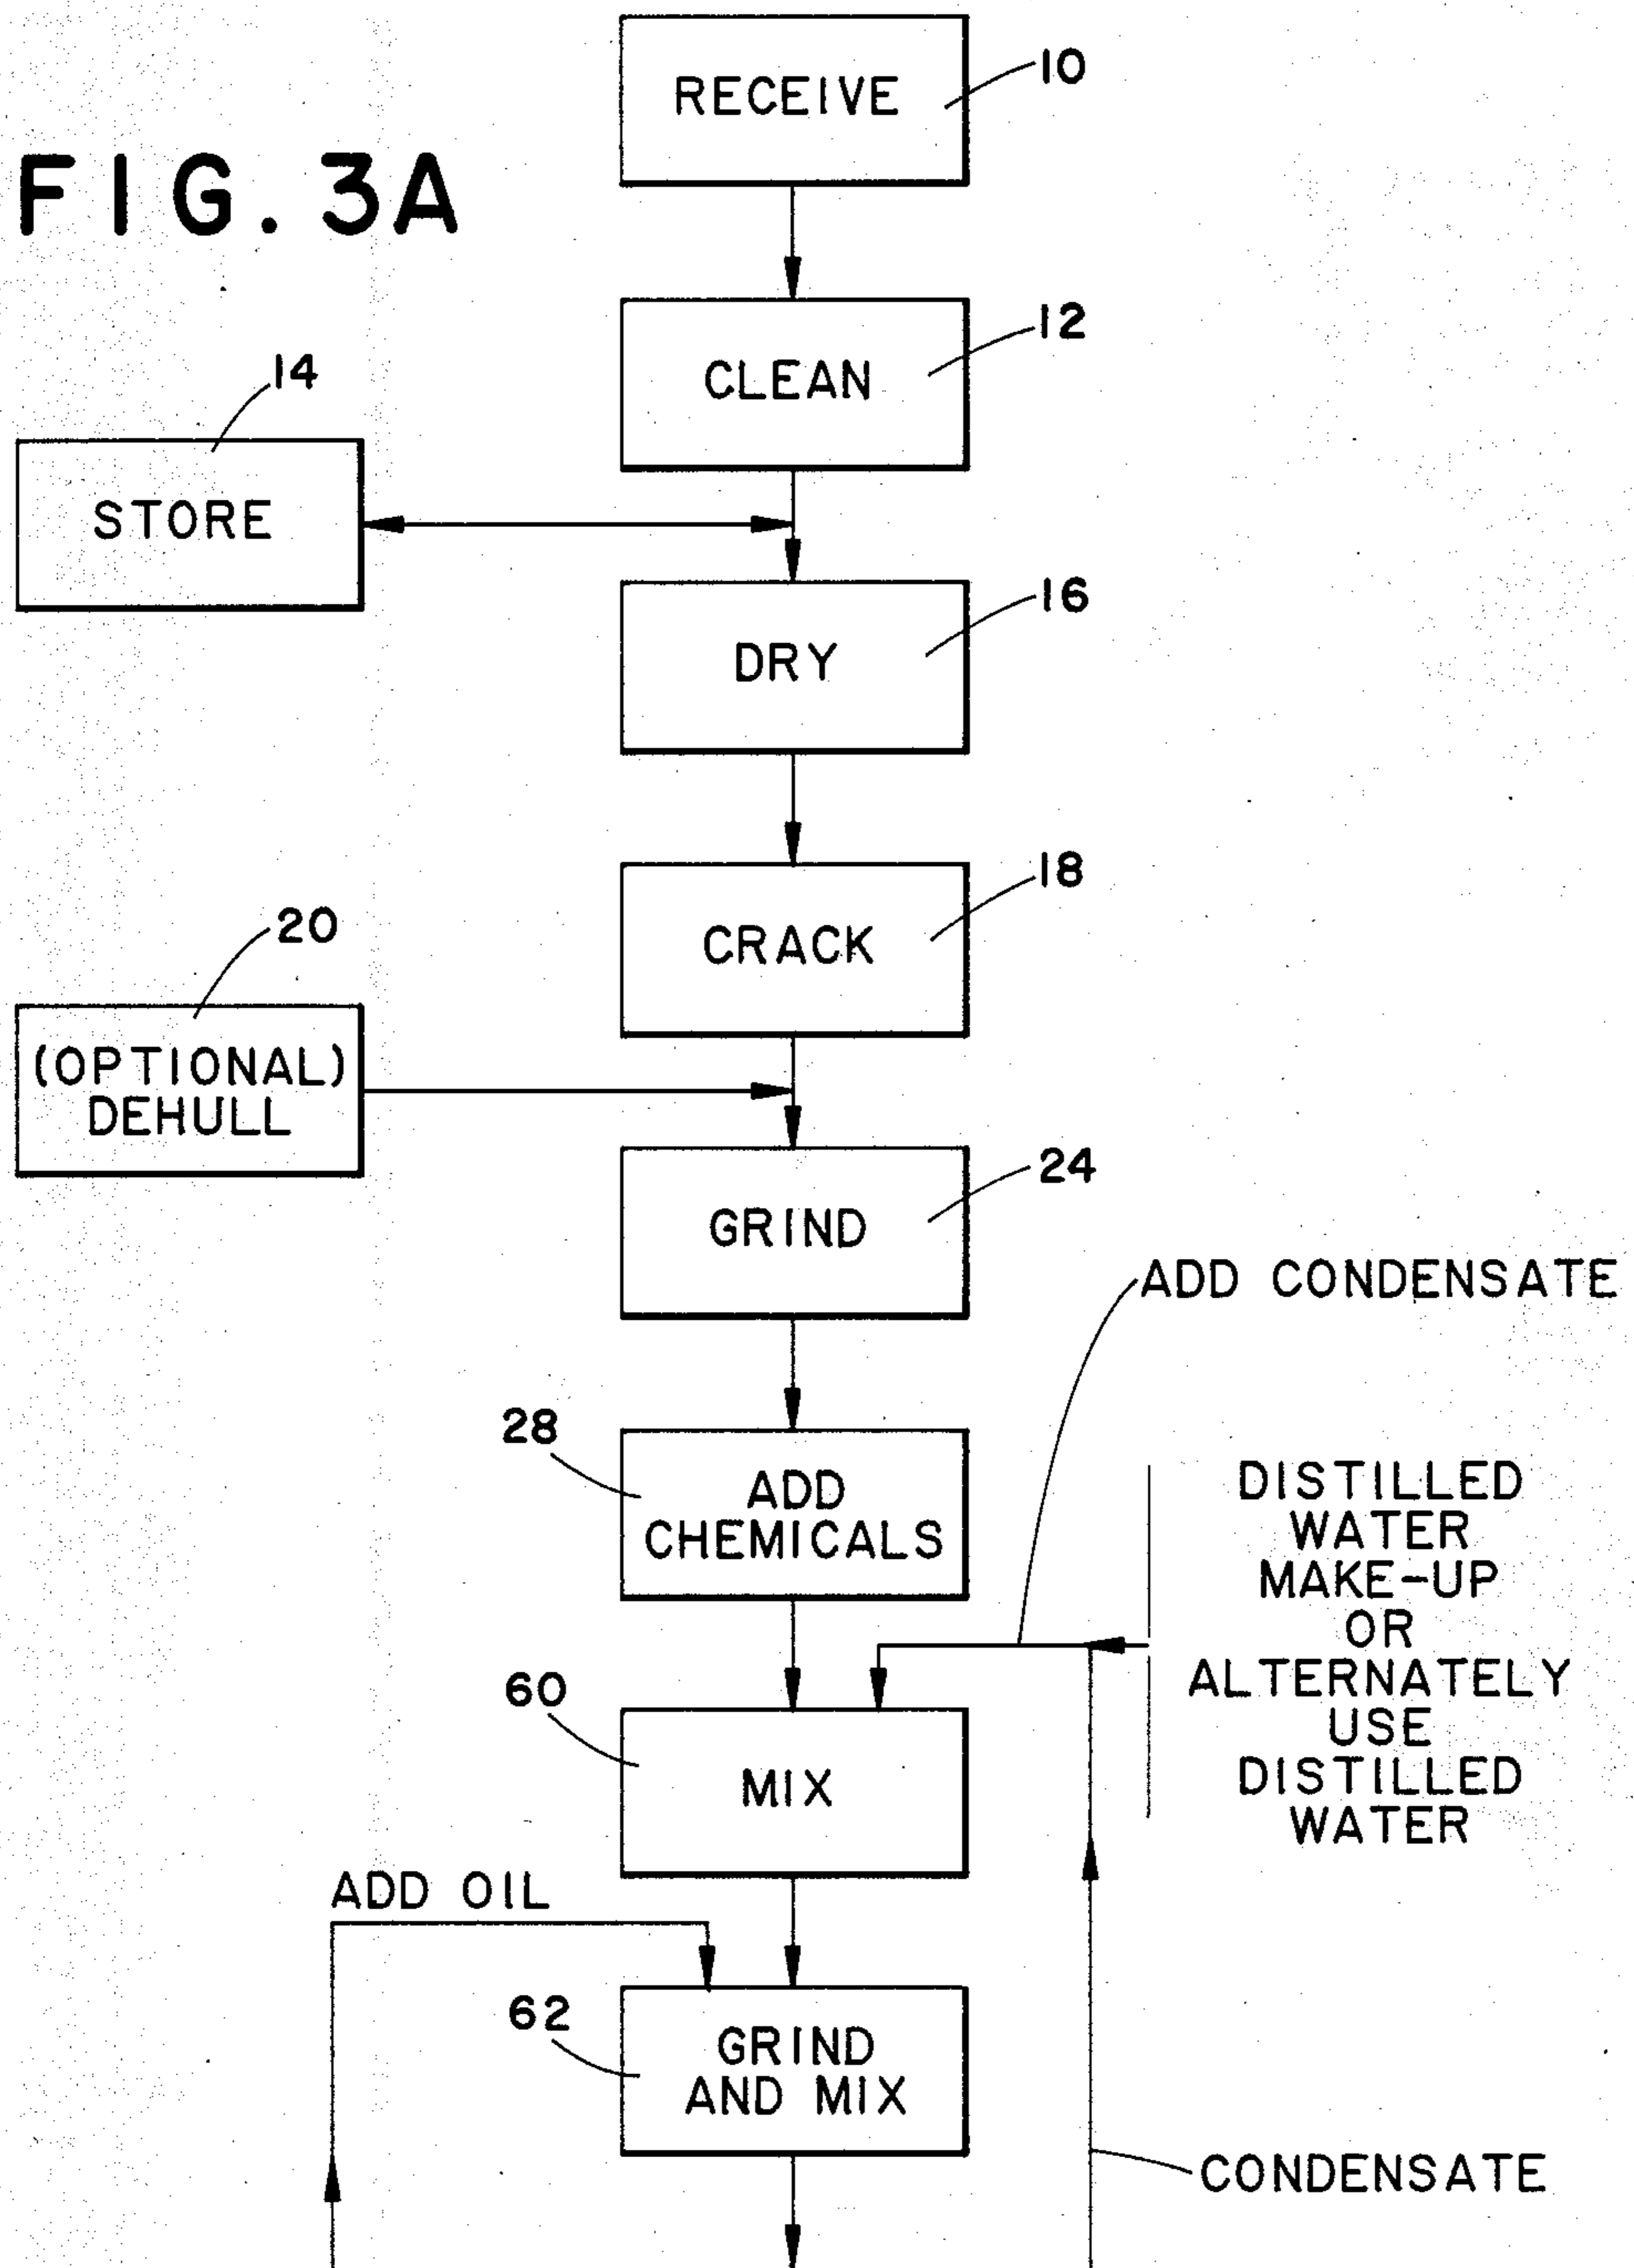 FIG. 3A
RECEIVE
10
CLEAN
12
14
STORE
DRY
16
CRACK
18
20
(OPTIONAL)
DEHULL
GRIND
24
ADD CONDENSATE
28
ADD
CHEMICALS
DISTILLED
WATER
MAKE-UP
OR
ALTERNATELY
USE
DISTILLED
WATER
60
MIX
ADD OIL
62
GRIND
AND MIX
CONDENSATE